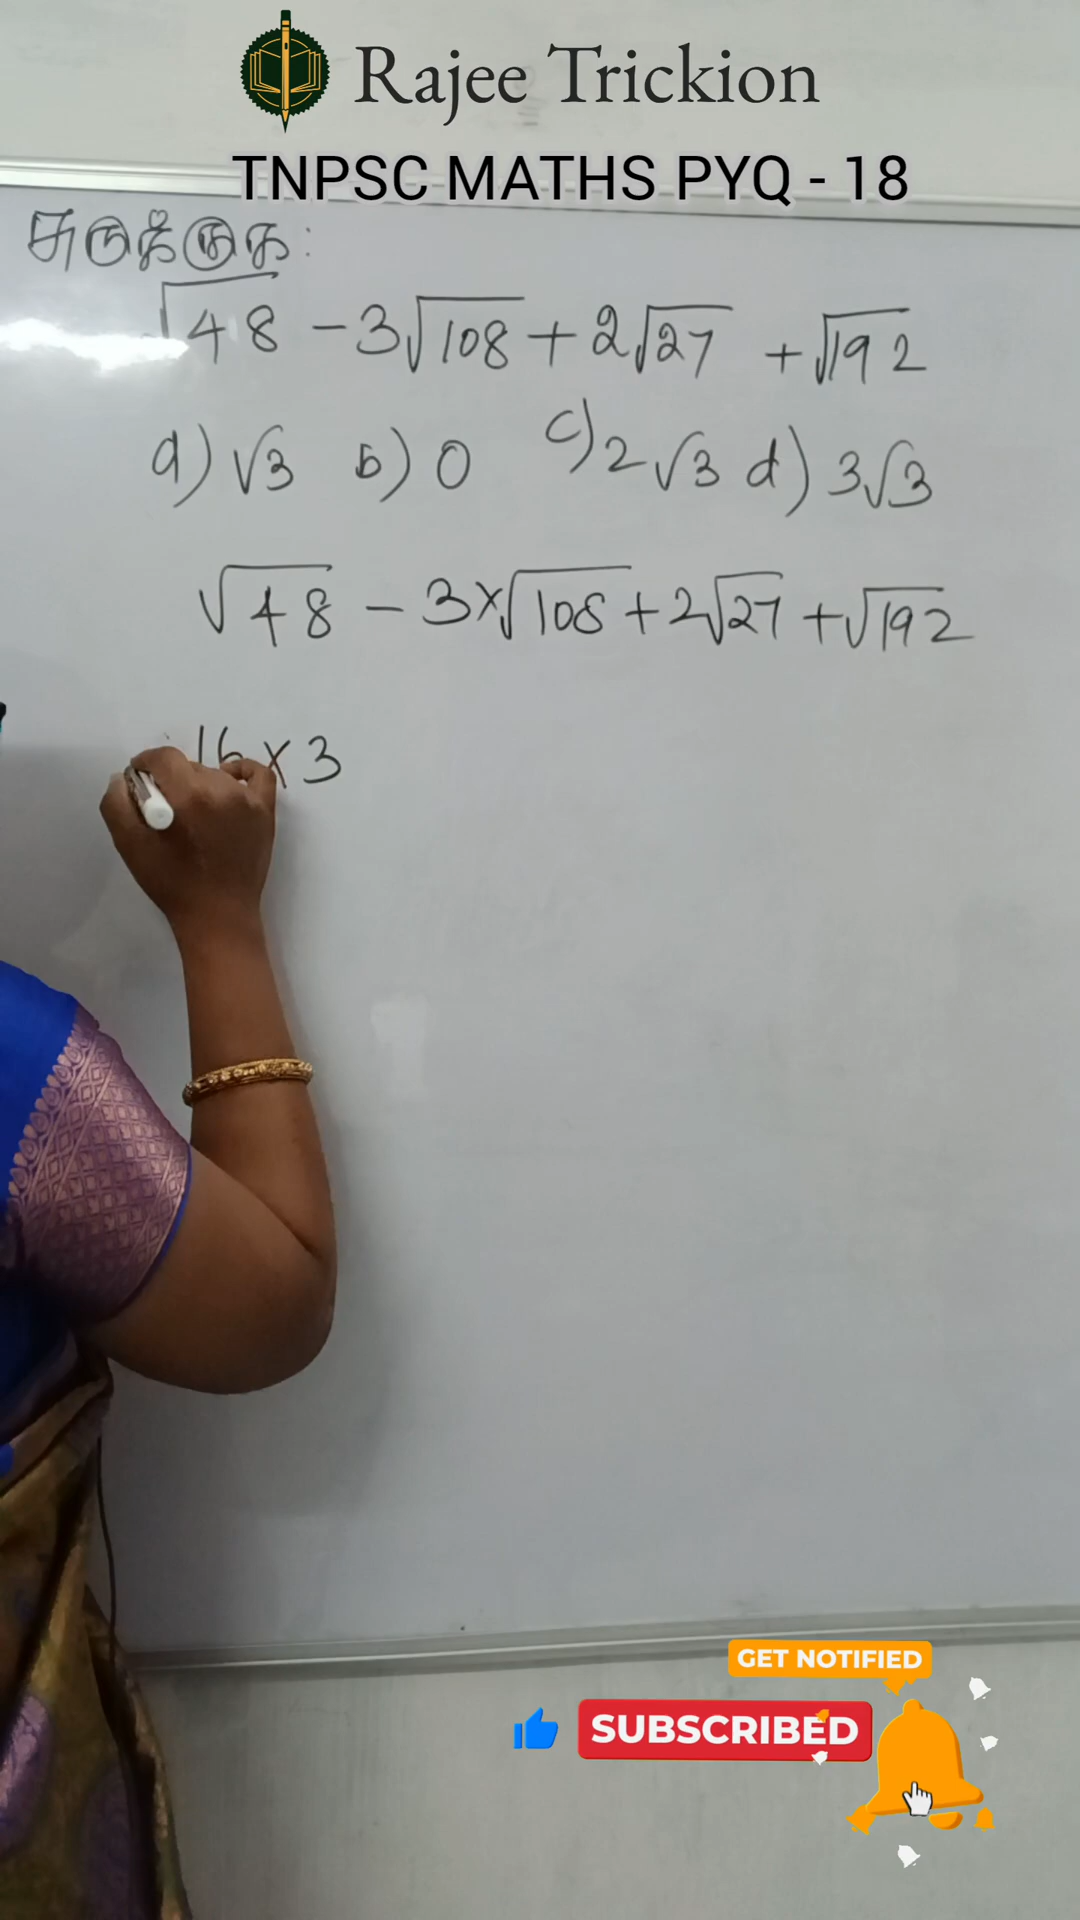 Rajee Trickion
TNPSC MATHS PYQ - 18
சுருக்குக:
√48 - 3√108 + 2√27 + √192
a) √3 b) 0 c) 2√3 d) 3√3
√48 - 3×√108 + 2√27 + √192
16 × 3
GET NOTIFIED
SUBSCRIBED